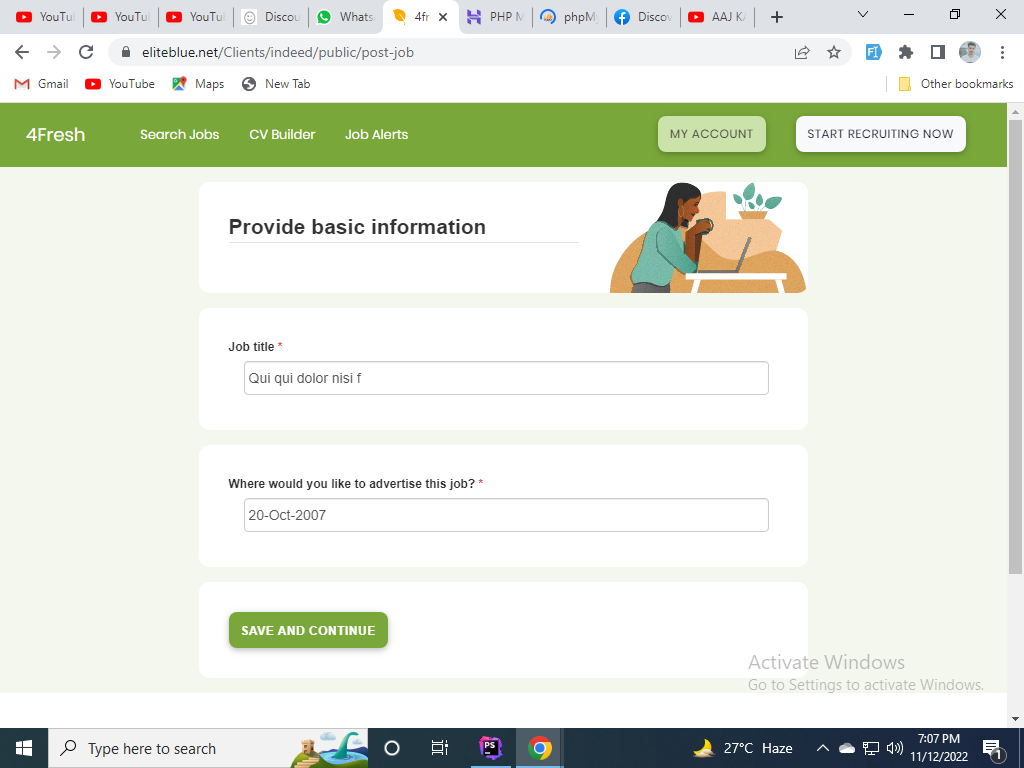 YouTu
YouTu
YouTu
Discou
Whats
4fr
PHP M
phpMy
Discov
AAJ KA
eliteblue.net/Clients/indeed/public/post-job
Gmail
YouTube
Maps
New Tab
Other bookmarks
4Fresh
Search Jobs
CV Builder
Job Alerts
MY ACCOUNT
START RECRUITING NOW
Provide basic information
Job title *
Qui qui dolor nisi f
Where would you like to advertise this job? *
20-Oct-2007
SAVE AND CONTINUE
Activate Windows
Go to Settings to activate Windows.
Type here to search
PS
27°C Haze
7:07 PM
11/12/2022
1